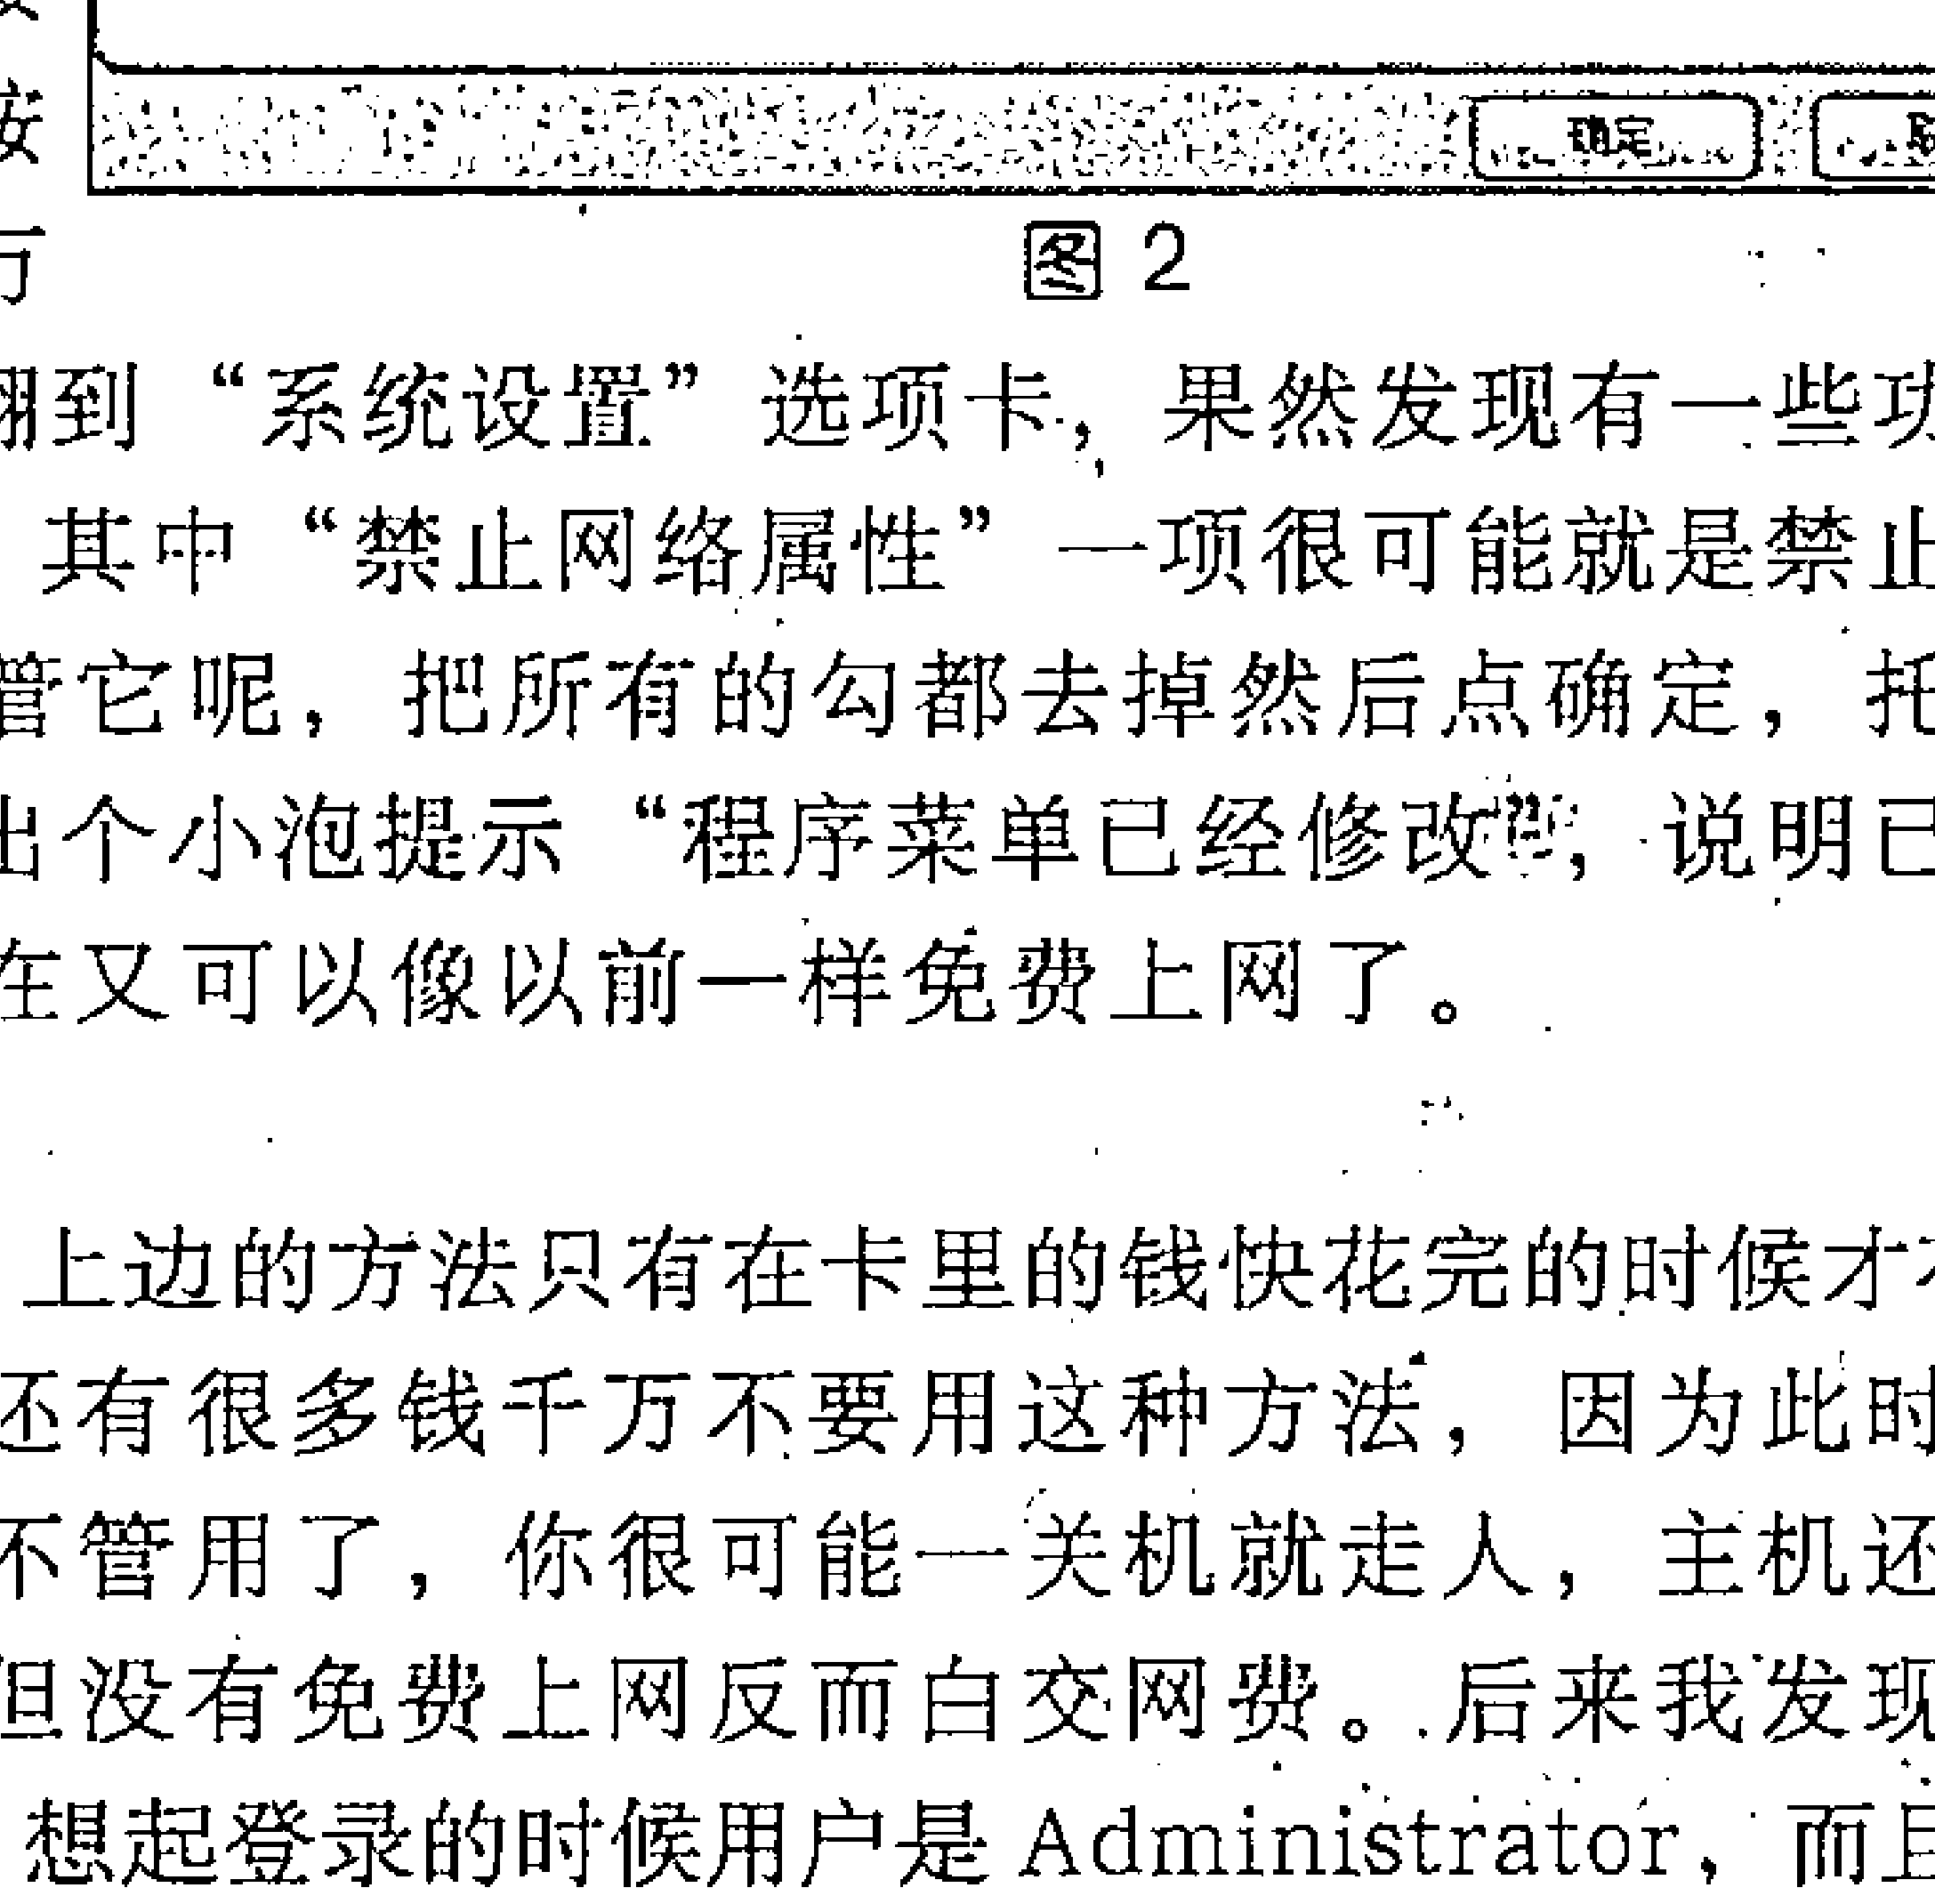 确定
图 2
翻到 “系统设置” 选项卡, 果然发现有一些功
其中 “禁止网络属性” 一项很可能就是禁止
管它呢, 把所有的勾都去掉然后点确定, 托
出个小泡提示 “程序菜单已经修改”, 说明已
在又可以像以前一样免费上网了。
上边的方法只有在卡里的钱快花完的时候才有
还有很多钱千万不要用这种方法, 因为此时
不管用了, 你很可能一关机就走人, 主机还
但没有免费上网反而白交网费。后来我发现
想起登录的时候用户是 Administrator, 而且